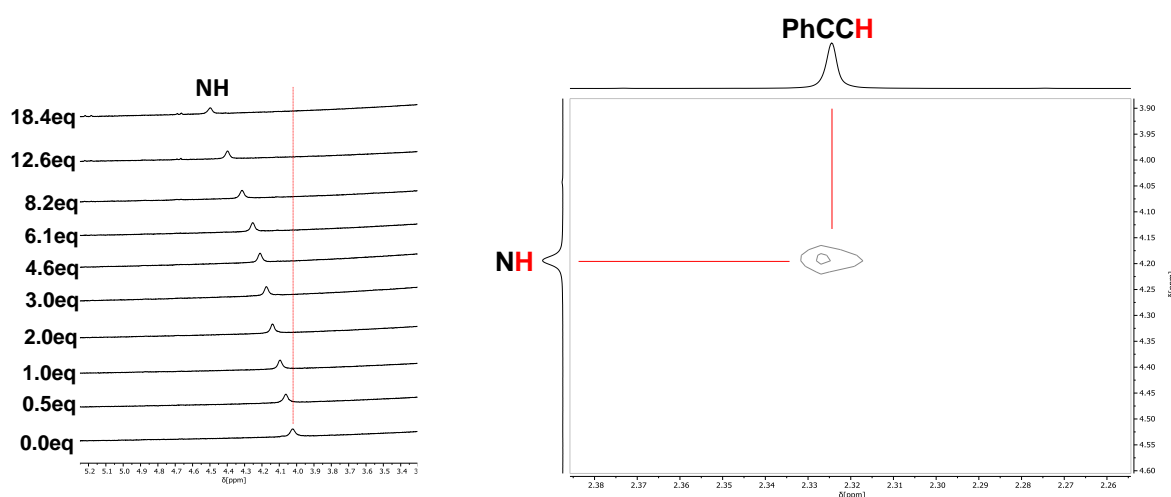 NH
18.4eq
12.6eq
8.2eq
6.1eq
4.6eq
3.0eq
2.0eq
1.0eq
0.5eq
0.0eq
5.2 5.1 5.0 4.9 4.8 4.7 4.6 4.5 4.4 4.3 4.2 4.1 4.0 3.9 3.8 3.7 3.6 3.5 3.4 3
δ[ppm]
PhCCH
NH
3.90
3.95
4.00
4.05
4.10
4.15
4.20
4.25
4.30
4.35
4.40
4.45
4.50
4.55
4.60
δ[ppm]
2.38 2.37 2.36 2.35 2.34 2.33 2.32 2.31 2.30 2.29 2.28 2.27 2.26
δ[ppm]